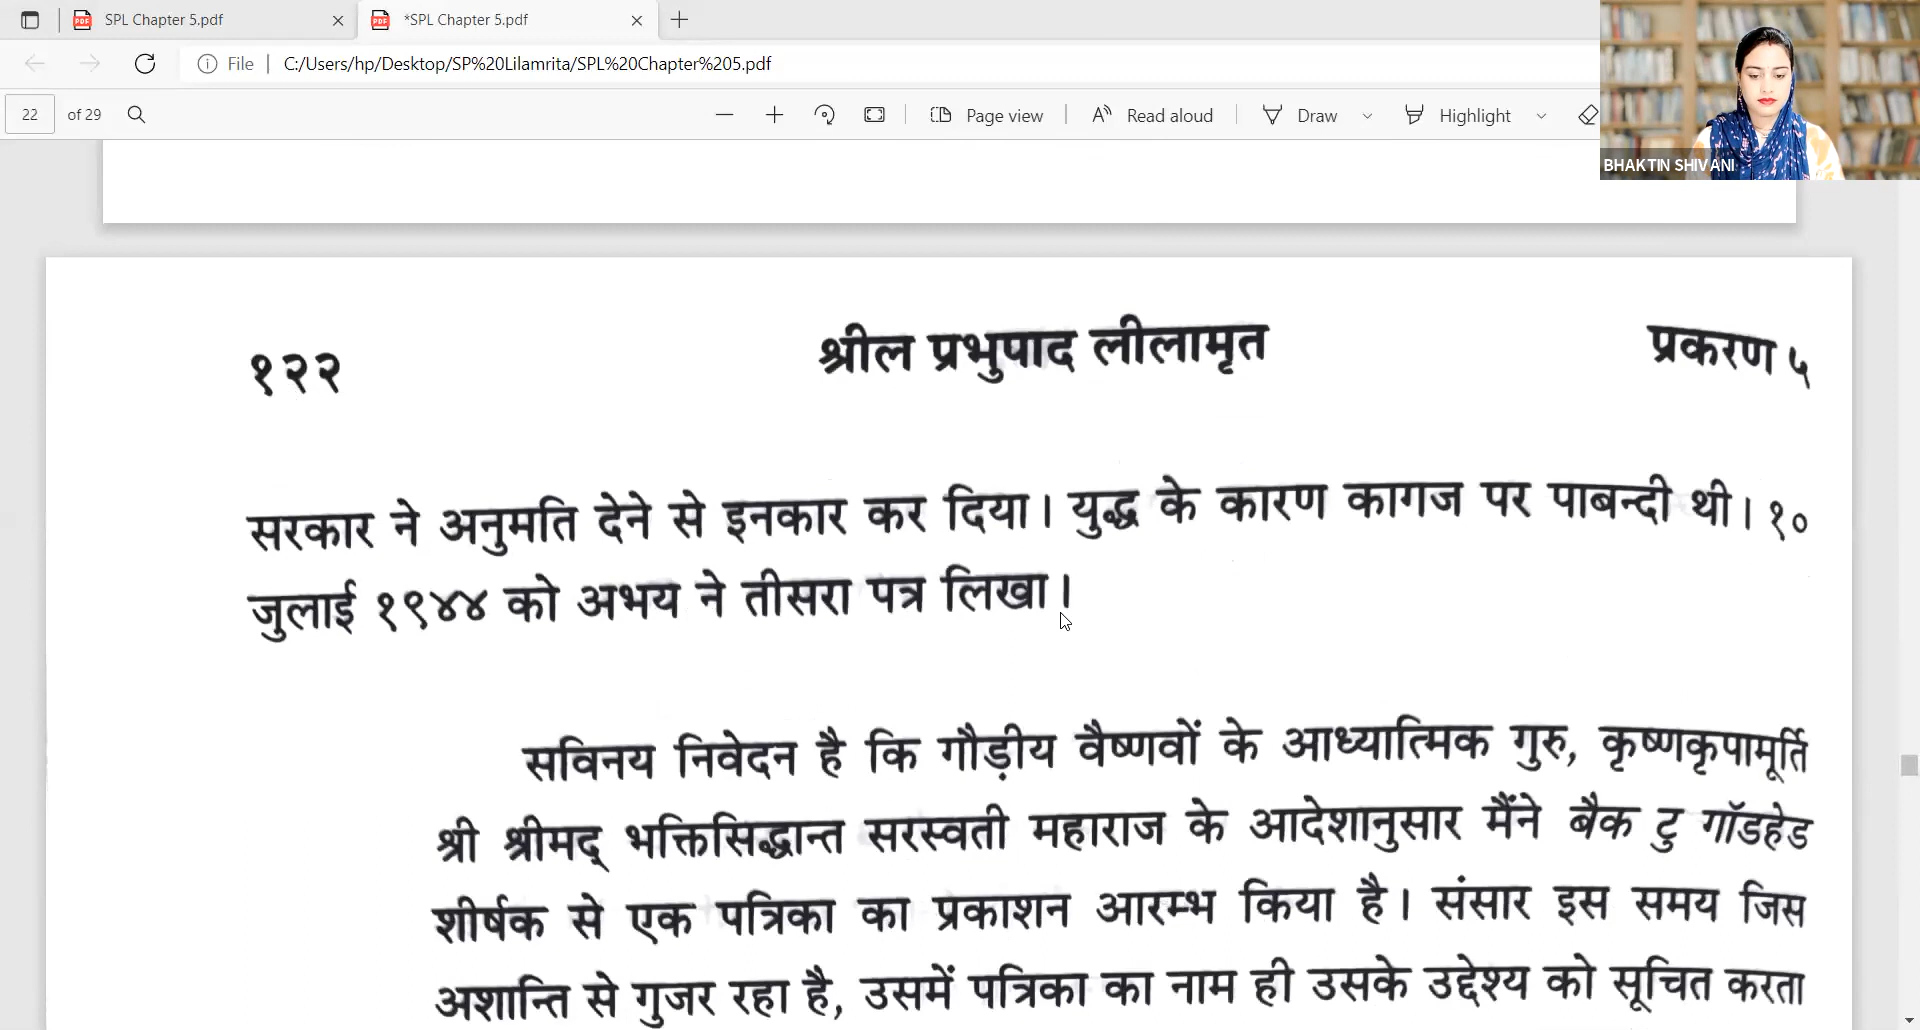 SPL Chapter 5.pdf
*SPL Chapter 5.pdf
File | C:/Users/hp/Desktop/SP%20Lilamrita/SPL%20Chapter%205.pdf
22 of 29
Page view
Read aloud
Draw
Highlight
BHAKTIN SHIVANI
१२२ श्रील प्रभुपाद लीलामृत प्रकरण ५
सरकार ने अनुमति देने से इनकार कर दिया। युद्ध के कारण कागज पर पाबन्दी थी। १०
जुलाई १९४४ को अभय ने तीसरा पत्र लिखा।
सविनय निवेदन है कि गौड़ीय वैष्णवों के आध्यात्मिक गुरु, कृष्णकृपामूर्ति
श्री श्रीमद् भक्तिसिद्धान्त सरस्वती महाराज के आदेशानुसार मैंने बैक टु गॉडहेड
शीर्षक से एक पत्रिका का प्रकाशन आरम्भ किया है। संसार इस समय जिस
अशान्ति से गुजर रहा है, उसमें पत्रिका का नाम ही उसके उद्देश्य को सूचित करता